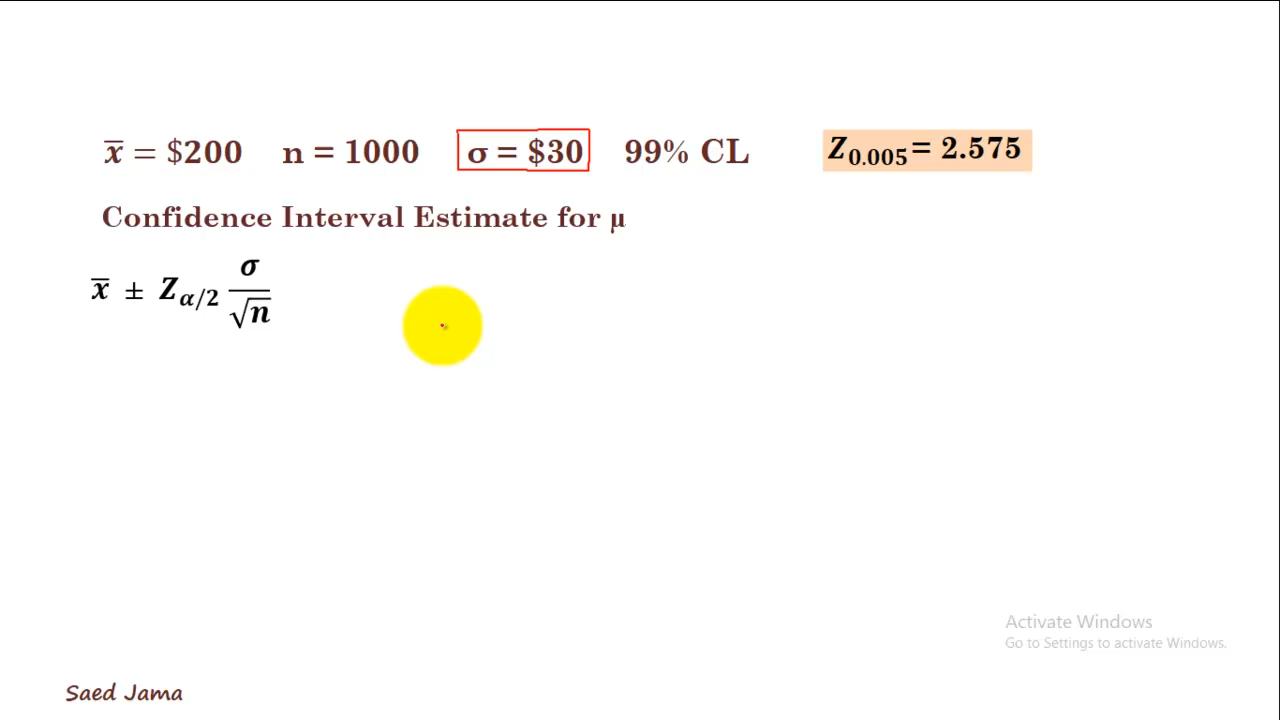 x̄ = $200 n = 1000 σ = $30 99% CL Z₀.₀₀₅ = 2.575
Confidence Interval Estimate for μ
x̄ ± Z_α/2 σ/√n
Activate Windows
Go to Settings to activate Windows.
Saed Jama